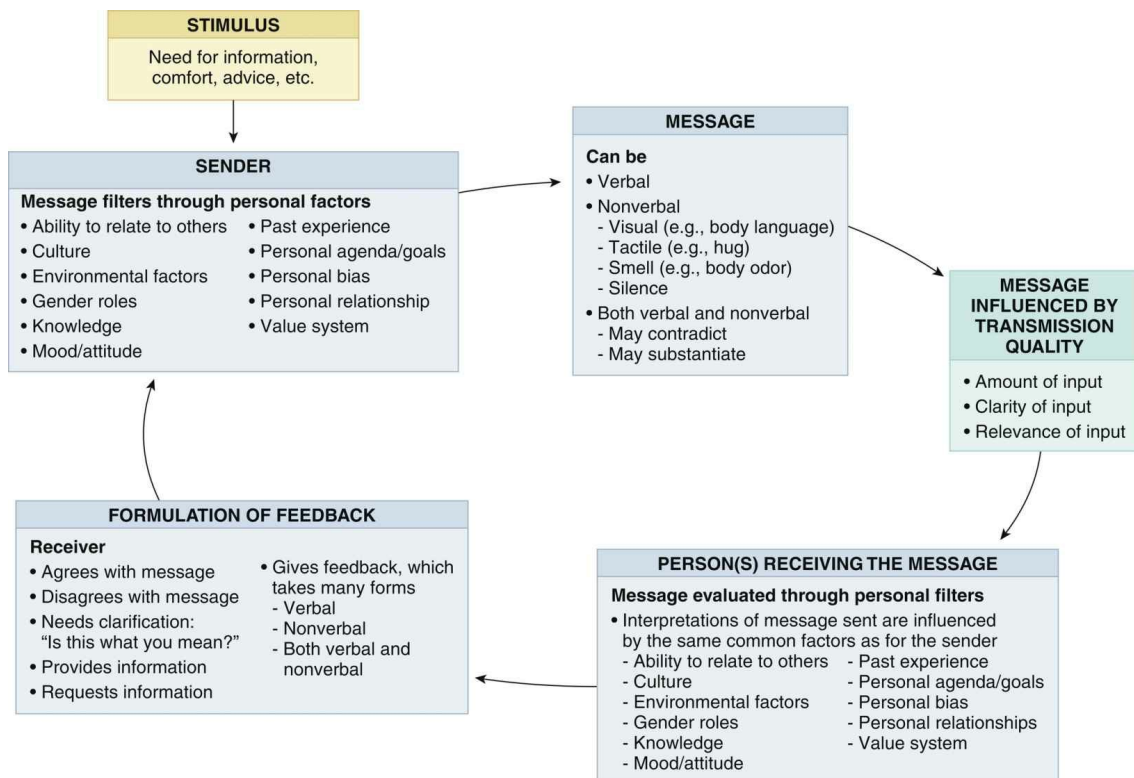 STIMULUS
Need for information,
comfort, advice, etc.
SENDER
Message filters through personal factors
• Ability to relate to others
• Culture
• Environmental factors
• Gender roles
• Knowledge
• Mood/attitude
• Past experience
• Personal agenda/goals
• Personal bias
• Personal relationship
• Value system
MESSAGE
Can be
• Verbal
• Nonverbal
- Visual (e.g., body language)
- Tactile (e.g., hug)
- Smell (e.g., body odor)
- Silence
• Both verbal and nonverbal
- May contradict
- May substantiate
MESSAGE
INFLUENCED BY
TRANSMISSION
QUALITY
• Amount of input
• Clarity of input
• Relevance of input
PERSON(S) RECEIVING THE MESSAGE
Message evaluated through personal filters
• Interpretations of message sent are influenced
by the same common factors as for the sender
- Ability to relate to others
- Culture
- Environmental factors
- Gender roles
- Knowledge
- Mood/attitude
- Past experience
- Personal agenda/goals
- Personal bias
- Personal relationships
- Value system
FORMULATION OF FEEDBACK
Receiver
• Agrees with message
• Disagrees with message
• Needs clarification:
“Is this what you mean?”
• Provides information
• Requests information
• Gives feedback, which
takes many forms
- Verbal
- Nonverbal
- Both verbal and
nonverbal